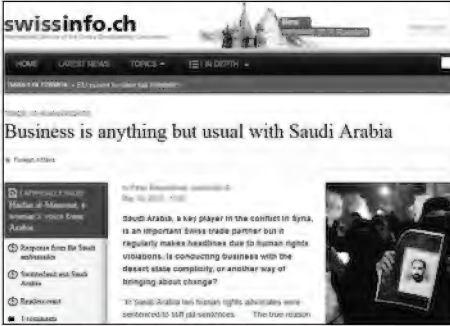 swissinfo.ch
HOME LATEST NEWS TOPICS IN DEPTH
Business is anything but usual with Saudi Arabia
Foreign Affairs
Hatlat al-Mansour, a
woman's voice from
Arabia
Response from the Saudi
ambassador
Switzerland and Saudi
Arabia
Readers react
Saudi Arabia, a key player in the conflict in Syria,
is an important Swiss trade partner but it
regularly makes headlines due to human rights
violations. Is conducting business with the
desert state complicity, or another way of
bringing about change?
In Saudi Arabia two human rights advocates were
sentenced to stiff jail sentences. The true reason